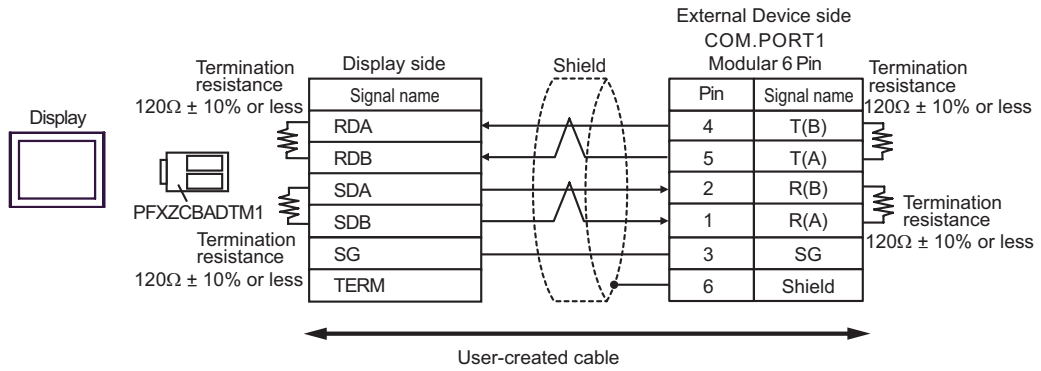 External Device side
COM.PORT1
Modular 6 Pin
Display side
Shield
Termination
resistance
120Ω ± 10% or less
Termination
resistance
120Ω ± 10% or less
Display
Signal name
Pin
Signal name
RDA
4
T(B)
RDB
5
T(A)
SDA
2
R(B)
SDB
1
R(A)
SG
3
SG
TERM
6
Shield
PFXZCBADTM1
Termination
resistance
120Ω ± 10% or less
Termination
resistance
120Ω ± 10% or less
User-created cable